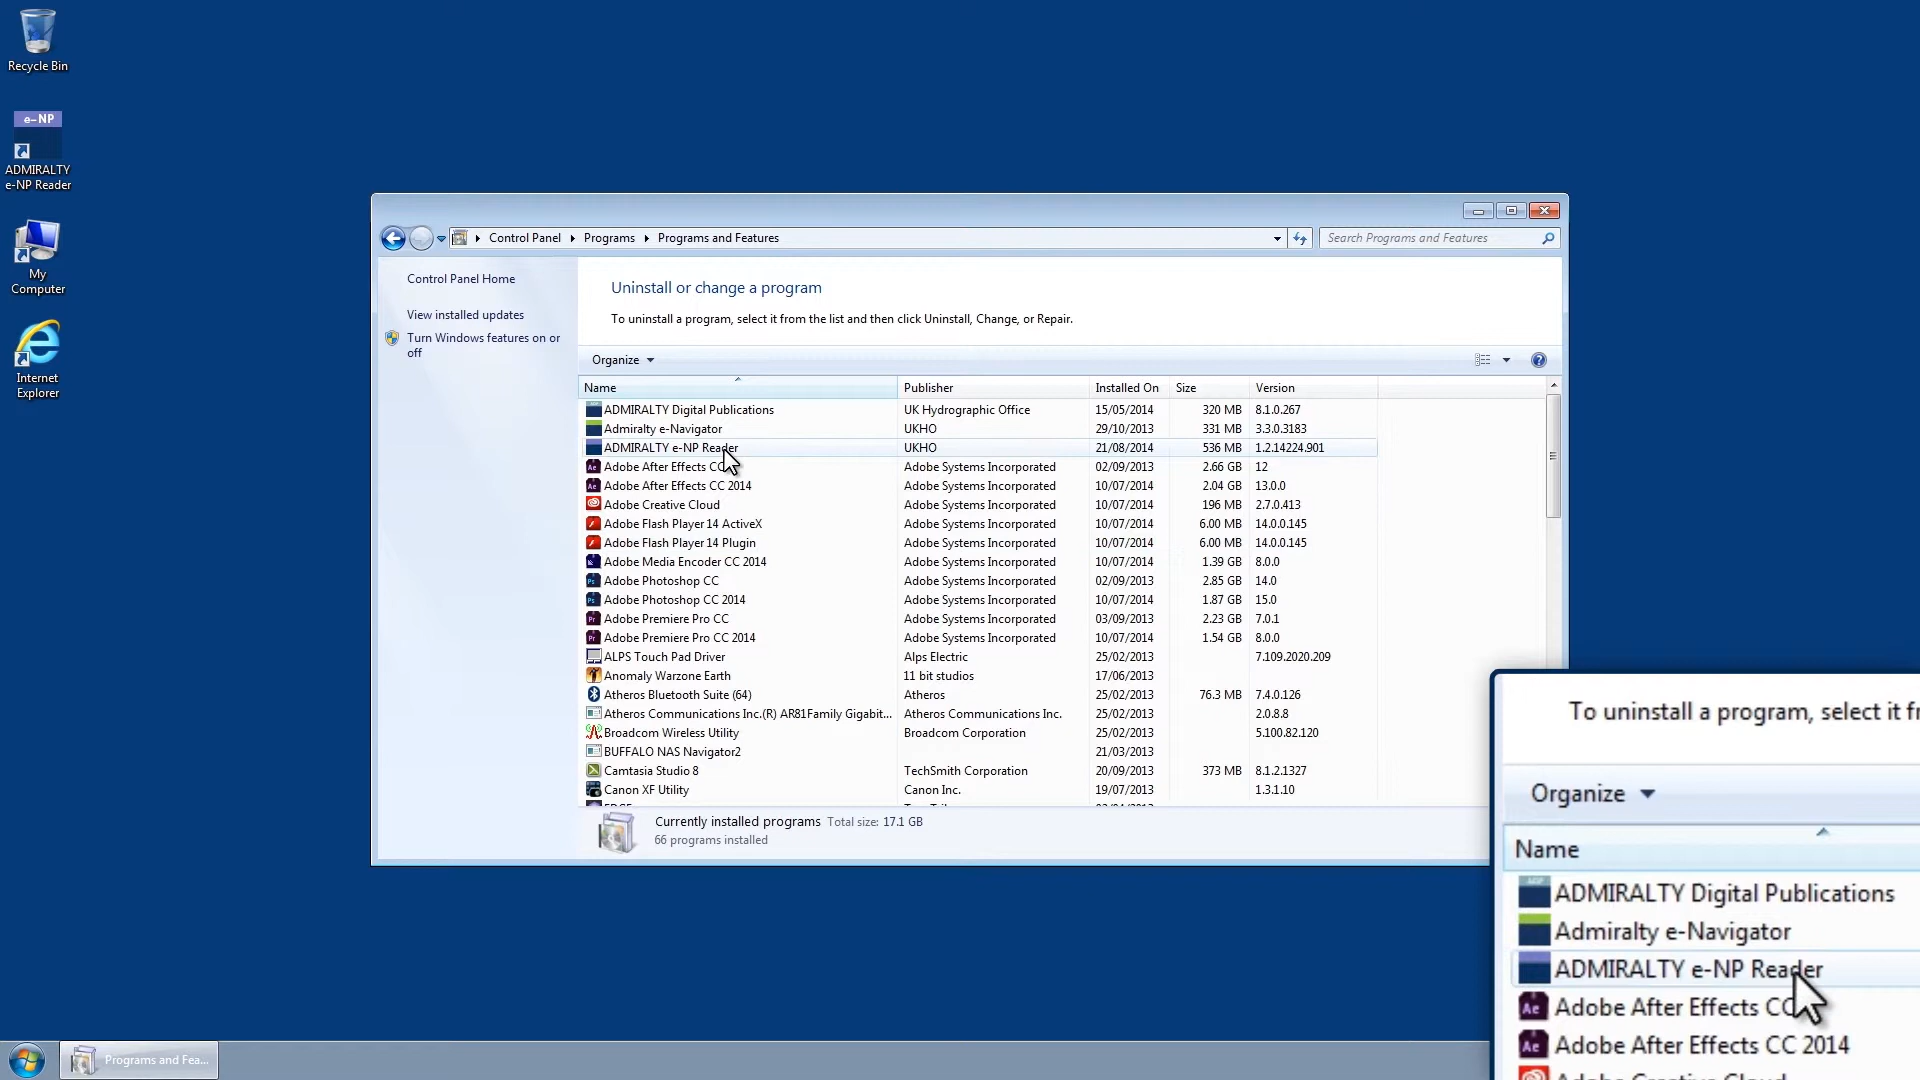 Recycle Bin
e-NP
ADMIRALTY
e-NP Reader
My
Computer
Internet
Explorer
Control Panel Programs Programs and Features
Search Programs and Features
Control Panel Home
View installed updates
Turn Windows features on or
off
Uninstall or change a program
To uninstall a program, select it from the list and then click Uninstall, Change, or Repair.
Organize
Name Publisher Installed On Size Version
ADMIRALTY Digital Publications UK Hydrographic Office 15/05/2014 320 MB 8.1.0.267
Admiralty e-Navigator UKHO 29/10/2013 331 MB 3.3.0.3183
ADMIRALTY e-NP Reader UKHO 21/08/2014 536 MB 1.2.14224.901
Adobe After Effects CC Adobe Systems Incorporated 02/09/2013 2.66 GB 12
Adobe After Effects CC 2014 Adobe Systems Incorporated 10/07/2014 2.04 GB 13.0.0
Adobe Creative Cloud Adobe Systems Incorporated 10/07/2014 196 MB 2.7.0.413
Adobe Flash Player 14 ActiveX Adobe Systems Incorporated 10/07/2014 6.00 MB 14.0.0.145
Adobe Flash Player 14 Plugin Adobe Systems Incorporated 10/07/2014 6.00 MB 14.0.0.145
Adobe Media Encoder CC 2014 Adobe Systems Incorporated 10/07/2014 1.39 GB 8.0.0
Adobe Photoshop CC Adobe Systems Incorporated 02/09/2013 2.85 GB 14.0
Adobe Photoshop CC 2014 Adobe Systems Incorporated 10/07/2014 1.87 GB 15.0
Adobe Premiere Pro CC Adobe Systems Incorporated 03/09/2013 2.23 GB 7.0.1
Adobe Premiere Pro CC 2014 Adobe Systems Incorporated 10/07/2014 1.54 GB 8.0.0
ALPS Touch Pad Driver Alps Electric 25/02/2013 7.109.2020.209
Anomaly Warzone Earth 11 bit studios 17/06/2013
Atheros Bluetooth Suite (64) Atheros 25/02/2013 76.3 MB 7.4.0.126
Atheros Communications Inc.(R) AR81Family Gigabit... Atheros Communications Inc. 25/02/2013 2.0.8.8
Broadcom Wireless Utility Broadcom Corporation 25/02/2013 5.100.82.120
BUFFALO NAS Navigator2 21/03/2013
Camtasia Studio 8 TechSmith Corporation 20/09/2013 373 MB 8.1.2.1327
Canon XF Utility Canon Inc. 19/07/2013 1.3.1.10
Currently installed programs Total size: 17.1 GB
66 programs installed
To uninstall a program, select it fr
Organize
Name
ADMIRALTY Digital Publications
Admiralty e-Navigator
ADMIRALTY e-NP Reader
Adobe After Effects CC
Adobe After Effects CC 2014
Adobe Creative Cloud
Programs and Fea...